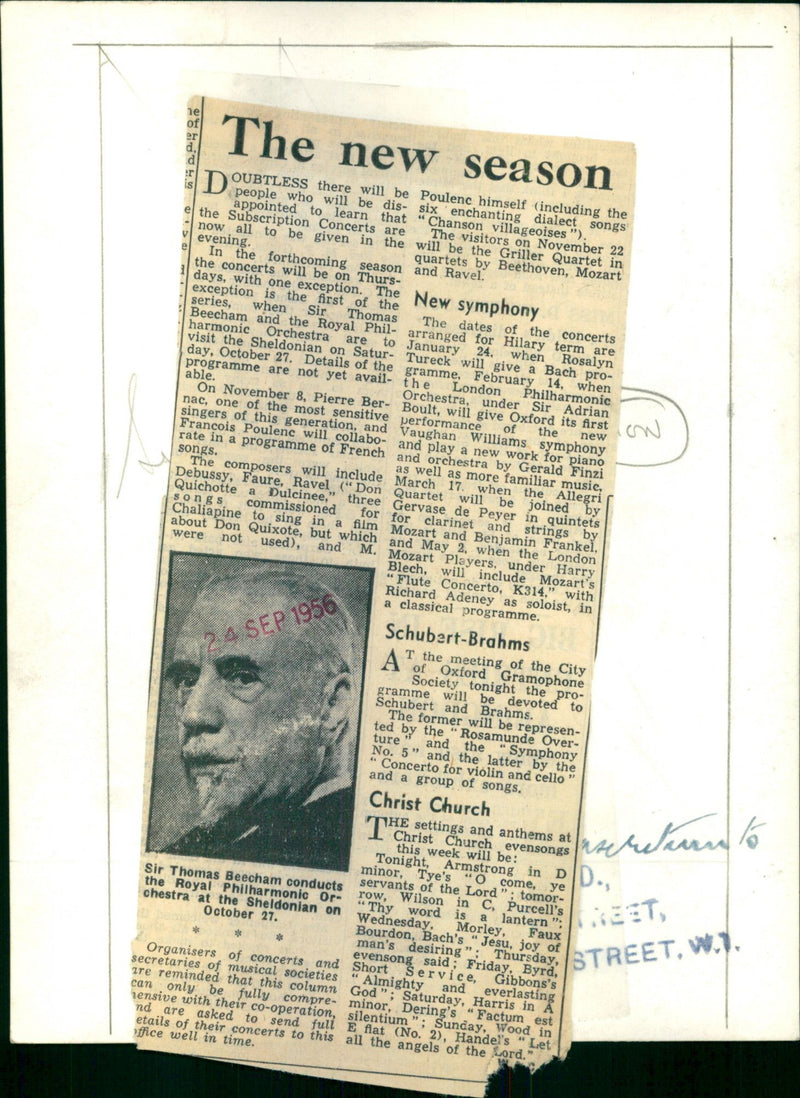 The new season
DOUBTLESS there will be
people who will be dis-
appointed to learn that
the Subscription Concerts are
now all to be given in the
evening.
In the forthcoming season
the concerts will be on Thurs-
days, with one exception. The
exception is the first of the
series, when Sir Thomas
Beecham and the Royal Phil-
harmonic Orchestra are to
visit the Sheldonian on Satur-
day, October 27. Details of the
programme are not yet avail-
able.
On November 8, Pierre Ber-
nac, one of the most sensitive
singers of this generation, and
Francois Poulenc will collabo-
rate in a programme of French
songs.
The composers will include
Debussy, Faure, Ravel ("Don
Quichotte a Dulcinee," three
songs commissioned for
Chaliapine to sing in a film
about Don Quixote, but which
were not used), and M.
24 SEP 1956
Sir Thomas Beecham conducts
the Royal Philharmonic Or-
chestra at the Sheldonian on
October 27.
* * *
Organisers of concerts and
secretaries of musical societies
are reminded that this column
can only be fully compre-
hensive with their co-operation,
and are asked to send full
etails of their concerts to this
office well in time.
Poulenc himself (including the
six enchanting dialect songs
"Chanson villageoises").
The visitors on November 22
will be the Griller Quartet in
quartets by Beethoven, Mozart
and Ravel.
New symphony
The dates of the concerts
arranged for Hilary term are
January 24, when Rosalyn
Tureck will give a Bach pro-
gramme, February 14, when
the London Philharmonic
Orchestra, under Sir Adrian
Boult, will give Oxford its first
performance of the new
Vaughan Williams symphony
and play a new work for piano
and orchestra by Gerald Finzi
as well as more familiar music,
March 17, when the Allegri
Quartet will be joined by
Gervase de Peyer in quintets
for clarinet and strings by
Mozart and Benjamin Frankel,
and May 2, when the London
Mozart Players, under Harry
Blech, will include Mozart's
"Flute Concerto, K314," with
Richard Adeney as soloist, in
a classical programme.
Schubert-Brahms
AT the meeting of the City
of Oxford Gramophone
Society tonight the pro-
gramme will be devoted to
Schubert and Brahms.
The former will be represen-
ted by the "Rosamunde Over-
ture" and the "Symphony
No. 5" and the latter by the
"Concerto for violin and cello"
and a group of songs.
Christ Church
THE settings and anthems at
Christ Church evensongs
this week will be:
Tonight, Armstrong in D
minor, Tye's "O come, ye
servants of the Lord"; tomor-
row, Wilson in C, Purcell's
"Thy word is a lantern";
Wednesday, Morley, Faux
Bourdon, Bach's "Jesu, joy of
man's desiring"; Thursday,
evensong said; Friday, Byrd,
Short Service, Gibbons's
"Almighty and everlasting
God"; Saturday, Harris in A
minor, Dering's "Factum est
silentium"; Sunday, Wood in
E flat (No. 2), Handel's "Let
all the angels of the Lord."
return to
D.,
STREET,
STREET, W.1.